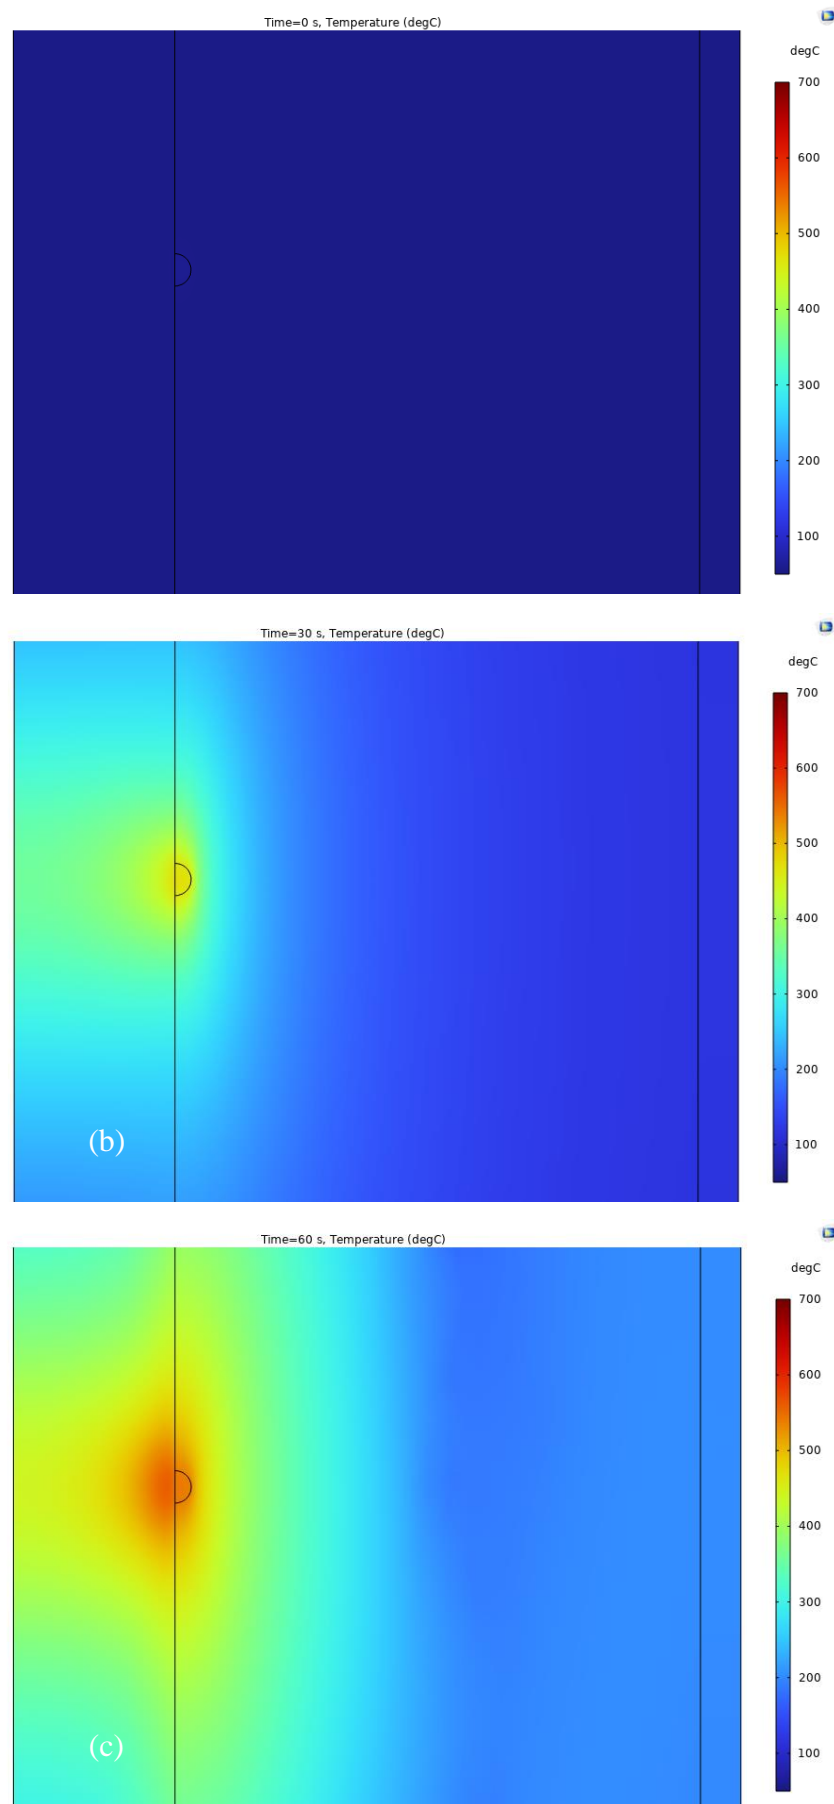 Time=0 s, Temperature (degC)
degC
700
600
500
400
300
200
100
Time=30 s, Temperature (degC)
degC
700
600
500
400
300
200
100
(b)
Time=60 s, Temperature (degC)
degC
700
600
500
400
300
200
100
(c)